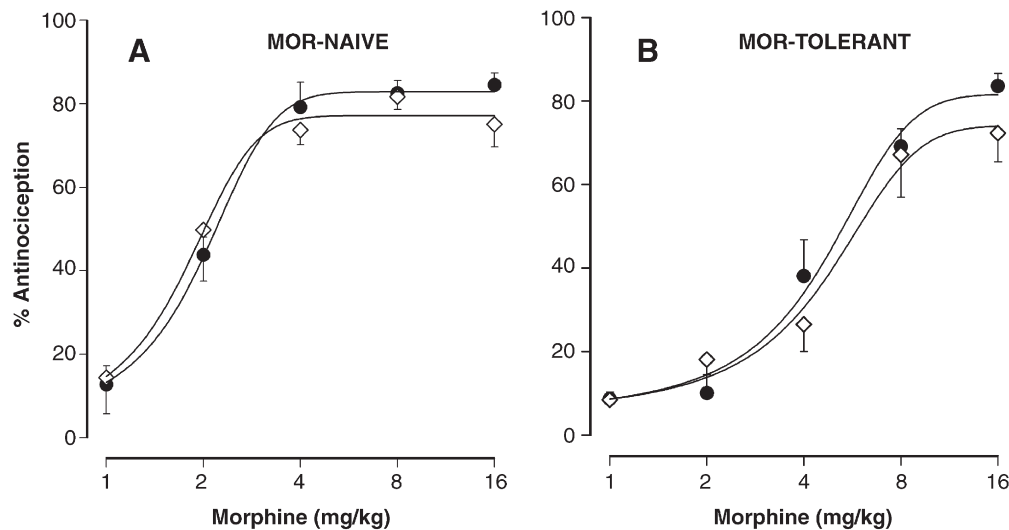 A
MOR-NAIVE
% Antinociception
100
80
60
40
20
0
1 2 4 8 16
Morphine (mg/kg)
B
MOR-TOLERANT
100
80
60
40
20
0
1 2 4 8 16
Morphine (mg/kg)